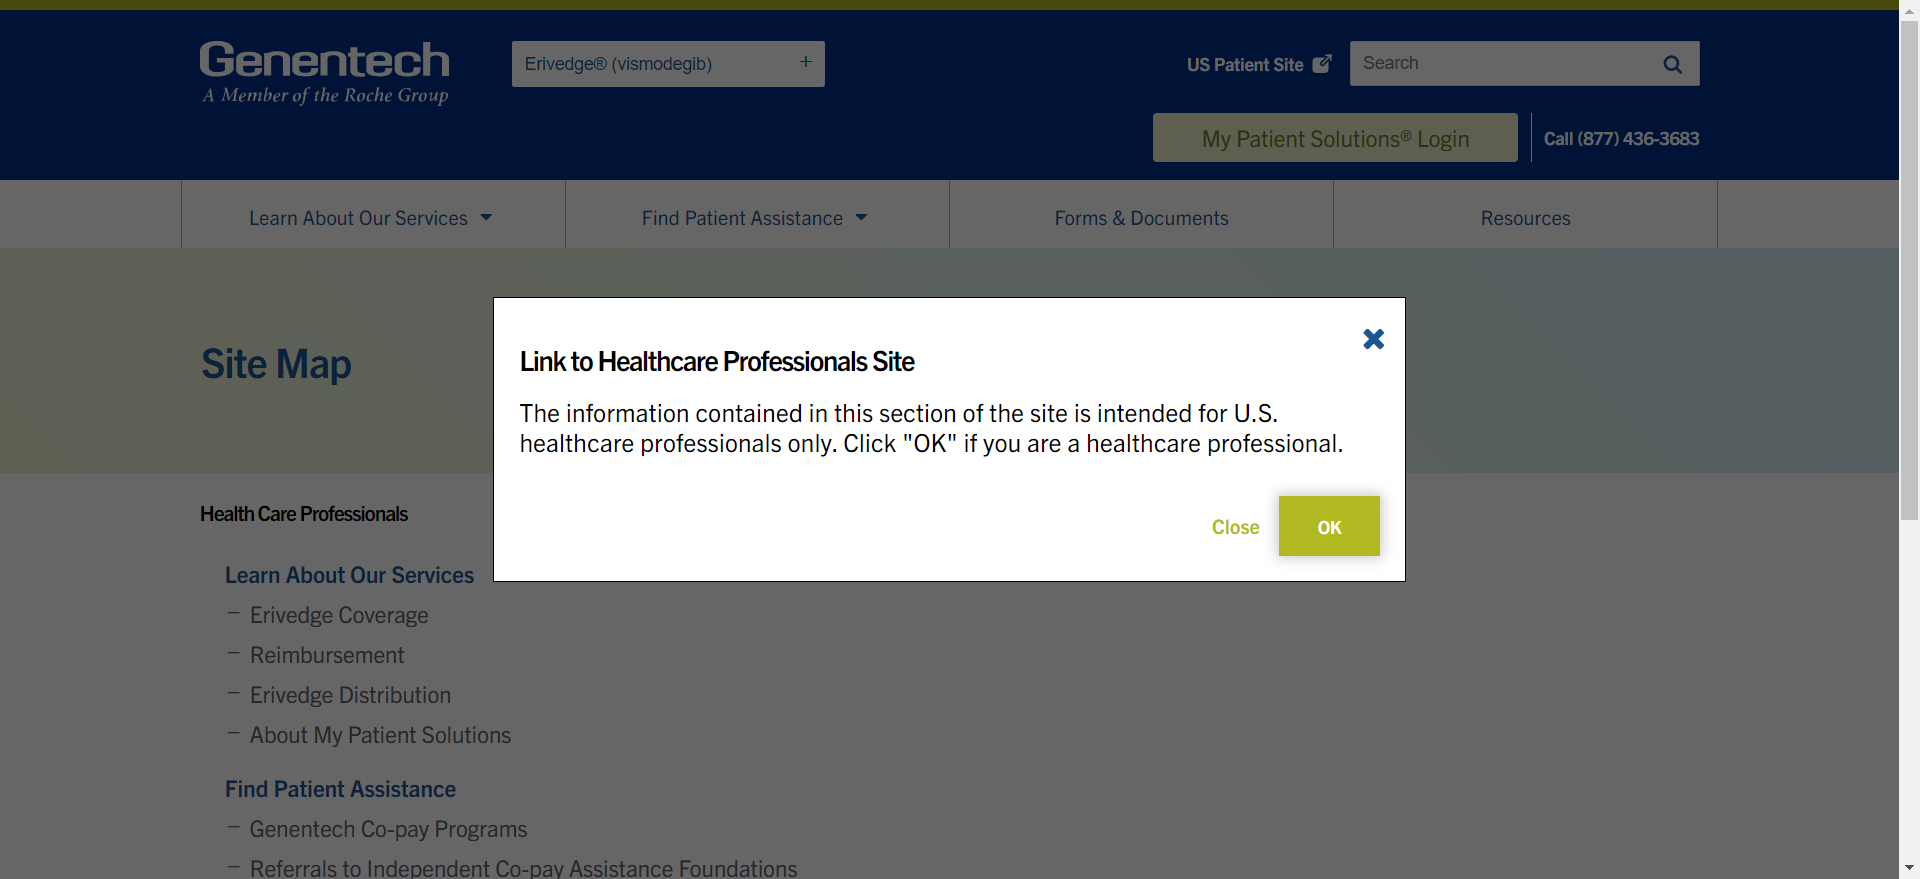 Genentech
A Member of the Roche Group
Erivedge® (vismodegib) +
US Patient Site
Search
My Patient Solutions® Login
Call (877) 436-3683
Learn About Our Services
Find Patient Assistance
Forms & Documents
Resources
Site Map
Link to Healthcare Professionals Site
The information contained in this section of the site is intended for U.S.
healthcare professionals only. Click "OK" if you are a healthcare professional.
Close
OK
Health Care Professionals
Learn About Our Services
– Erivedge Coverage
– Reimbursement
– Erivedge Distribution
– About My Patient Solutions
Find Patient Assistance
– Genentech Co-pay Programs
– Referrals to Independent Co-pay Assistance Foundations